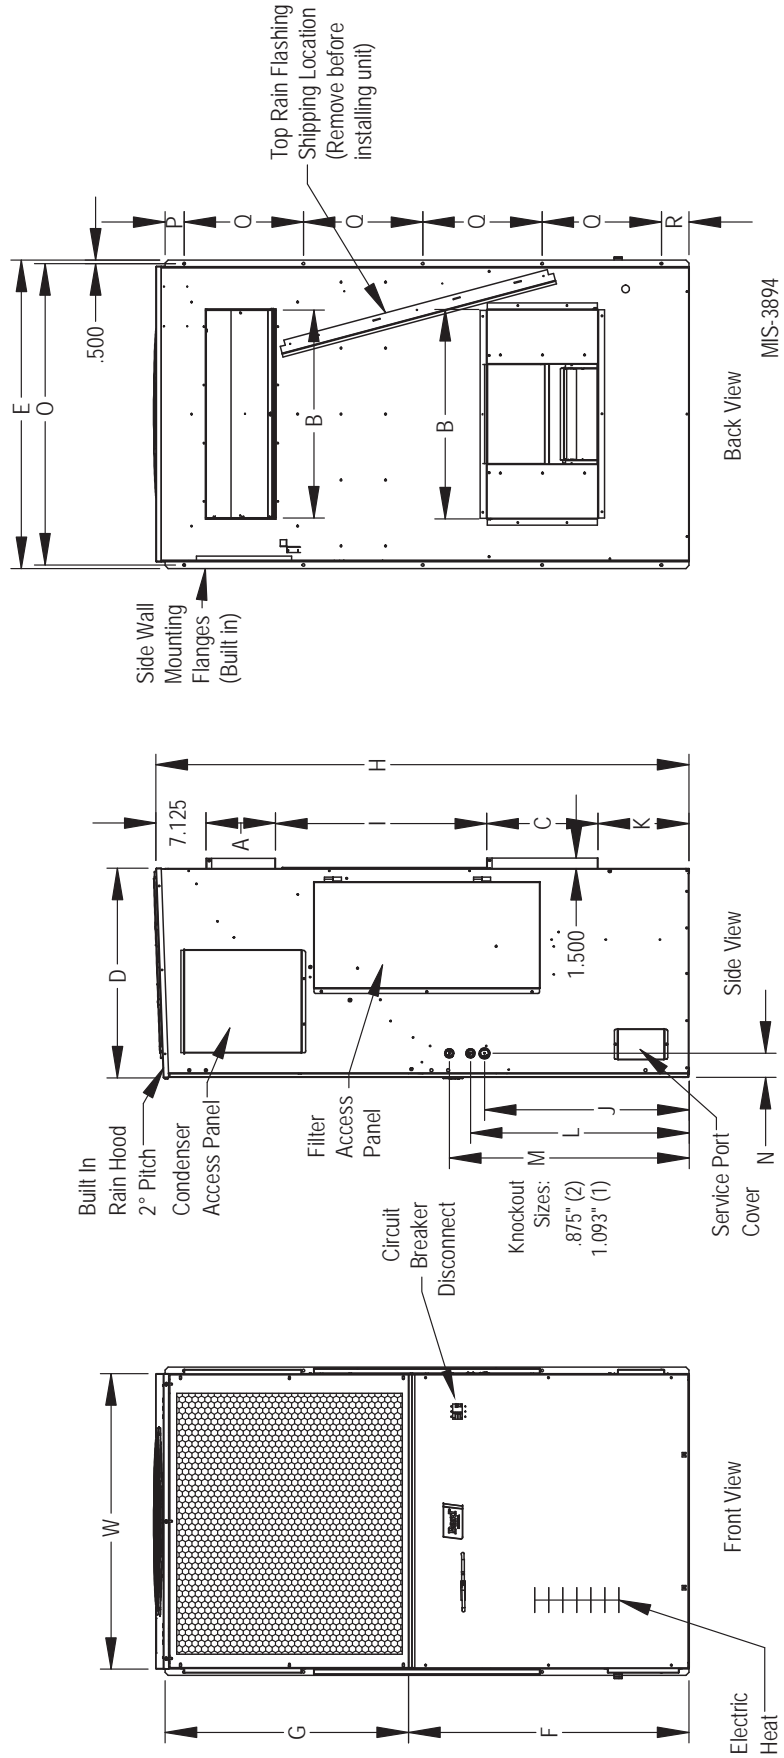 W
G
F
Electric
Heat
Circuit
Breaker
Disconnect
Bard
Front View
Built In
Rain Hood
2° Pitch
Condenser
Access Panel
Filter
Access
Panel
Knockout
Sizes:
.875" (2)
1.093" (1)
Service Port
Cover
D
7.125
A
I
C
K
H
1.500
J
L
M
N
Side View
Side Wall
Mounting
Flanges
(Built in)
E
O
.500
B
B
P
Q
Q
Q
Q
R
Top Rain Flashing
Shipping Location
(Remove before
installing unit)
Back View
MIS-3894